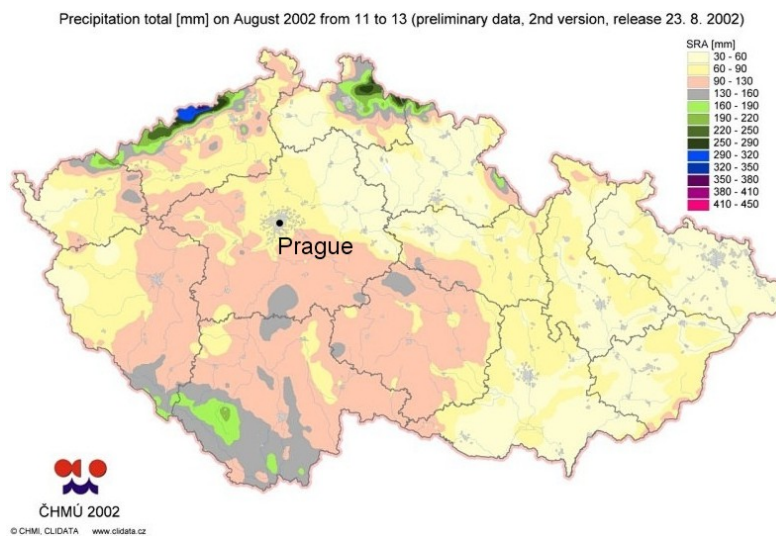 Precipitation total [mm] on August 2002 from 11 to 13 (preliminary data, 2nd version, release 23. 8. 2002)
SRA [mm]
30 - 60
60 - 90
90 - 130
130 - 160
160 - 190
190 - 220
220 - 250
250 - 290
290 - 320
320 - 350
350 - 380
380 - 410
410 - 450
Prague
ČHMÚ 2002
© CHMI, CLIDATA www.clidata.cz